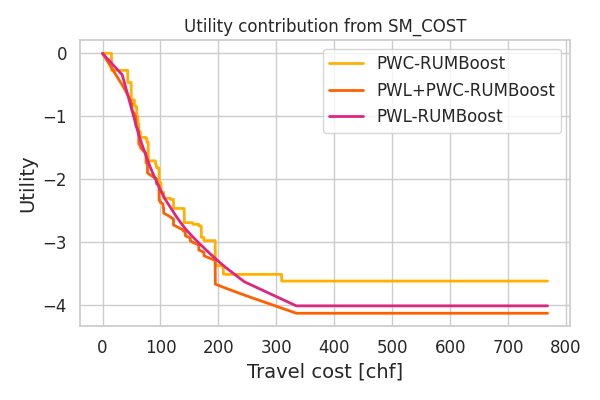 Utility contribution from SM_COST
PWC-RUMBoost
PWL+PWC-RUMBoost
PWL-RUMBoost
Utility
0
−1
−2
−3
−4
0 100 200 300 400 500 600 700 800
Travel cost [chf]